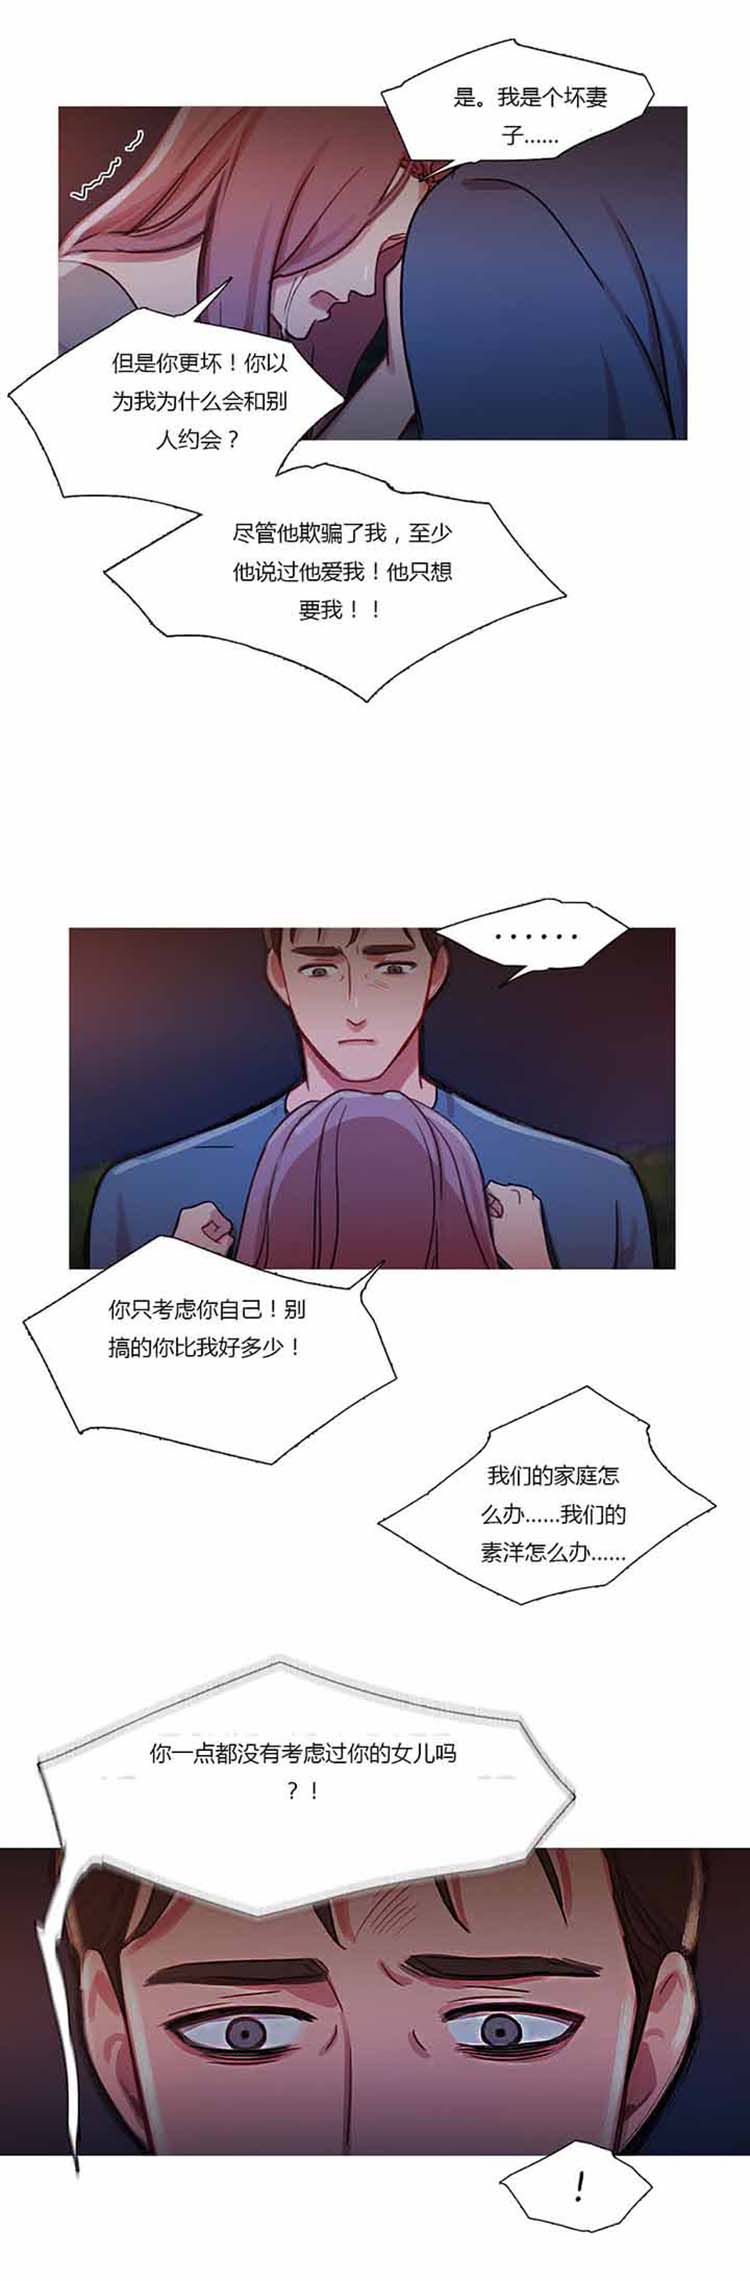 是。我是个坏妻
子……
但是你更坏！你以
为我为什么会和别
人约会？
尽管他欺骗了我，至少
他说过他爱我！他只想
要我！！
......
你只考虑你自己！别
搞的你比我好多少！
我们的家庭怎
么办……我们的
素洋怎么办……
你一点都没有考虑过你的女儿吗
？！
！